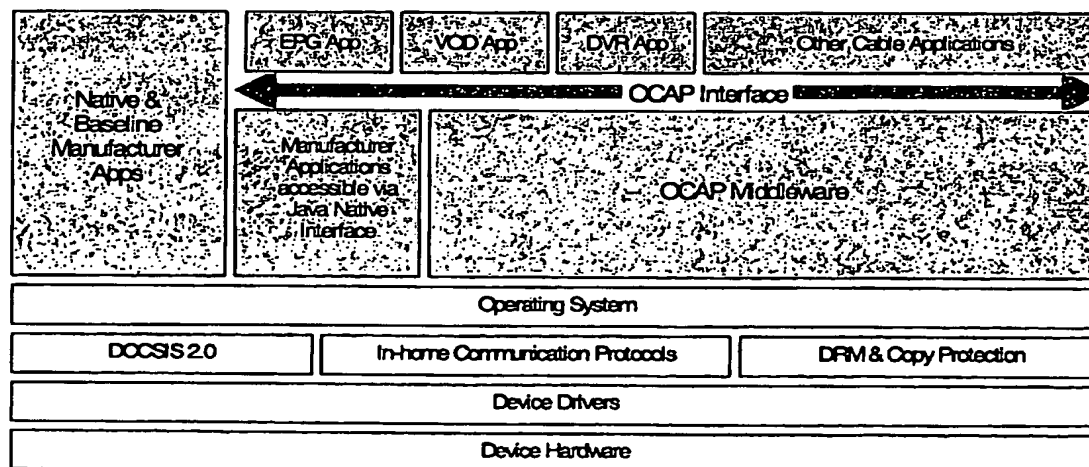 EPG App
VOD App
DVR App
Other Cable Applications
OCAP Interface
Native &
Baseline
Manufacturer
Apps
Manufacturer
Applications
accessible via
Java Native
Interface
OCAP Middleware
Operating System
DOCSIS 2.0
In-home Communication Protocols
DRM & Copy Protection
Device Drivers
Device Hardware